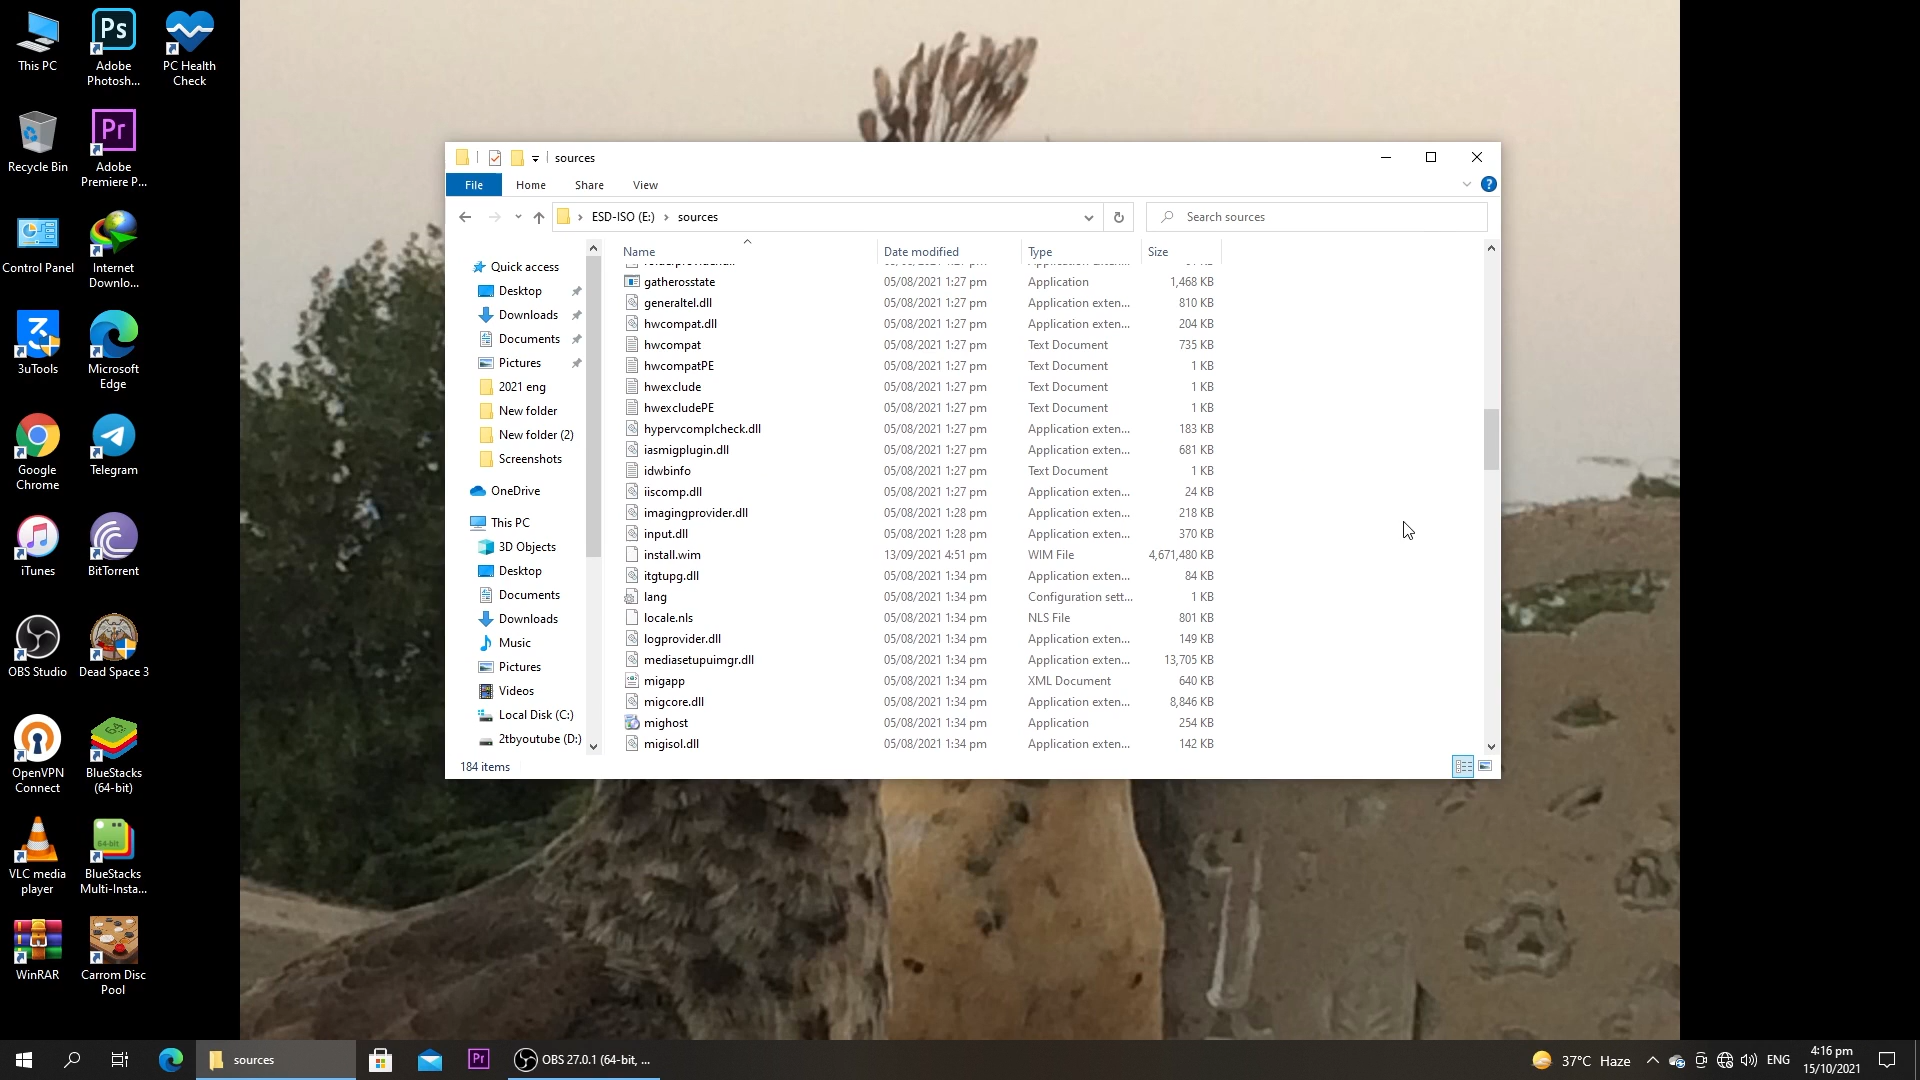 This PC
Adobe
Photosh...
PC Health
Check
Recycle Bin
Adobe
Premiere P...
Control Panel
Internet
Downlo...
3uTools
Microsoft
Edge
Google
Chrome
Telegram
iTunes
BitTorrent
OBS Studio
Dead Space 3
OpenVPN
Connect
BlueStacks
(64-bit)
VLC media
player
BlueStacks
Multi-Insta...
WinRAR
Carrom Disc
Pool
sources
File Home Share View
ESD-ISO (E:) sources
Search sources
Quick access
Desktop
Downloads
Documents
Pictures
2021 eng
New folder
New folder (2)
Screenshots
OneDrive
This PC
3D Objects
Desktop
Documents
Downloads
Music
Pictures
Videos
Local Disk (C:)
2tbyoutube (D:)
Name Date modified Type Size
gatherosstate 05/08/2021 1:27 pm Application 1,468 KB
generaltel.dll 05/08/2021 1:27 pm Application exten... 810 KB
hwcompat.dll 05/08/2021 1:27 pm Application exten... 204 KB
hwcompat 05/08/2021 1:27 pm Text Document 735 KB
hwcompatPE 05/08/2021 1:27 pm Text Document 1 KB
hwexclude 05/08/2021 1:27 pm Text Document 1 KB
hwexcludePE 05/08/2021 1:27 pm Text Document 1 KB
hypervcomplcheck.dll 05/08/2021 1:27 pm Application exten... 183 KB
iasmigplugin.dll 05/08/2021 1:27 pm Application exten... 681 KB
idwbinfo 05/08/2021 1:27 pm Text Document 1 KB
iiscomp.dll 05/08/2021 1:27 pm Application exten... 24 KB
imagingprovider.dll 05/08/2021 1:28 pm Application exten... 218 KB
input.dll 05/08/2021 1:28 pm Application exten... 370 KB
install.wim 13/09/2021 4:51 pm WIM File 4,671,480 KB
itgtupg.dll 05/08/2021 1:34 pm Application exten... 84 KB
lang 05/08/2021 1:34 pm Configuration sett... 1 KB
locale.nls 05/08/2021 1:34 pm NLS File 801 KB
logprovider.dll 05/08/2021 1:34 pm Application exten... 149 KB
mediasetupuimgr.dll 05/08/2021 1:34 pm Application exten... 13,705 KB
migapp 05/08/2021 1:34 pm XML Document 640 KB
migcore.dll 05/08/2021 1:34 pm Application exten... 8,846 KB
mighost 05/08/2021 1:34 pm Application 254 KB
migisol.dll 05/08/2021 1:34 pm Application exten... 142 KB
184 items
sources
OBS 27.0.1 (64-bit, ...
37°C Haze
ENG
4:16 pm
15/10/2021